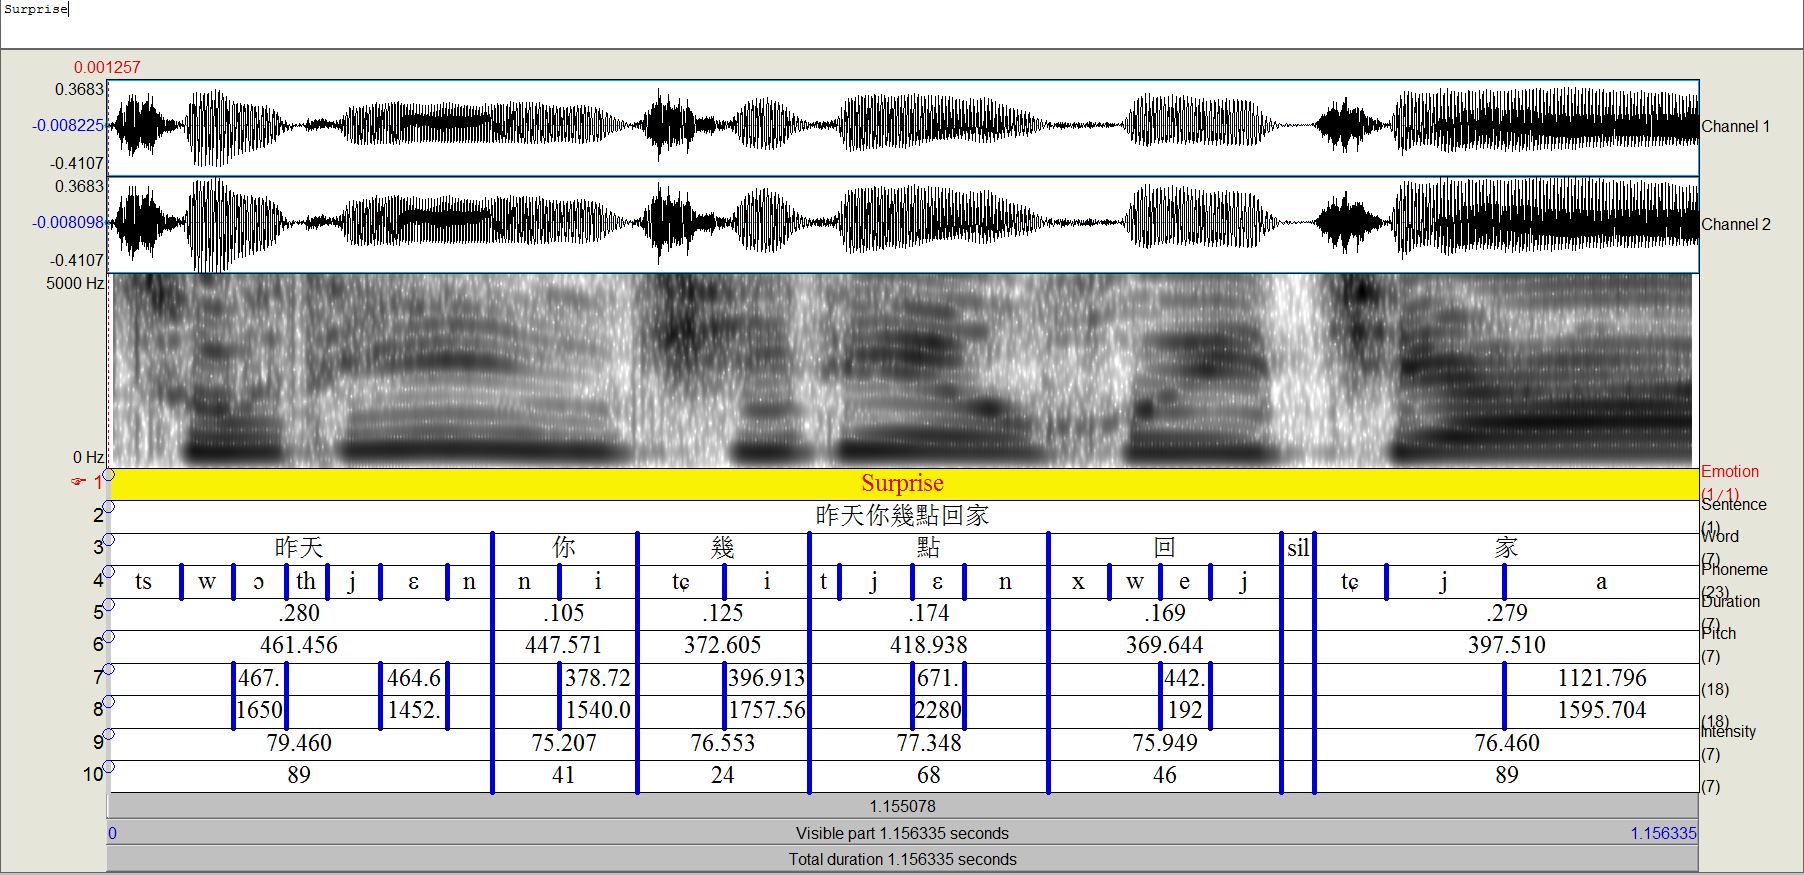 Surprise
0.001257
0.3683
-0.008225
-0.4107
Channel 1
0.3683
-0.008098
-0.4107
Channel 2
5000 Hz
0 Hz
1 Surprise Emotion (1/1)
2 昨天你幾點回家 Sentence (1)
3 昨天 你 幾 點 回 sil 家 Word (7)
4 ts w ɔ th j ɛ n n i tɕ i t j ɛ n x w e j tɕ j a Phoneme (23)
5 .280 .105 .125 .174 .169 .279 Duration (7)
6 461.456 447.571 372.605 418.938 369.644 397.510 Pitch (7)
7 467. 464.6 378.72 396.913 671. 442. 1121.796 (18)
8 1650 1452. 1540.0 1757.56 2280 192 1595.704 (18)
9 79.460 75.207 76.553 77.348 75.949 76.460 Intensity (7)
10 89 41 24 68 46 89 (7)
1.155078
0 Visible part 1.156335 seconds 1.156335
Total duration 1.156335 seconds